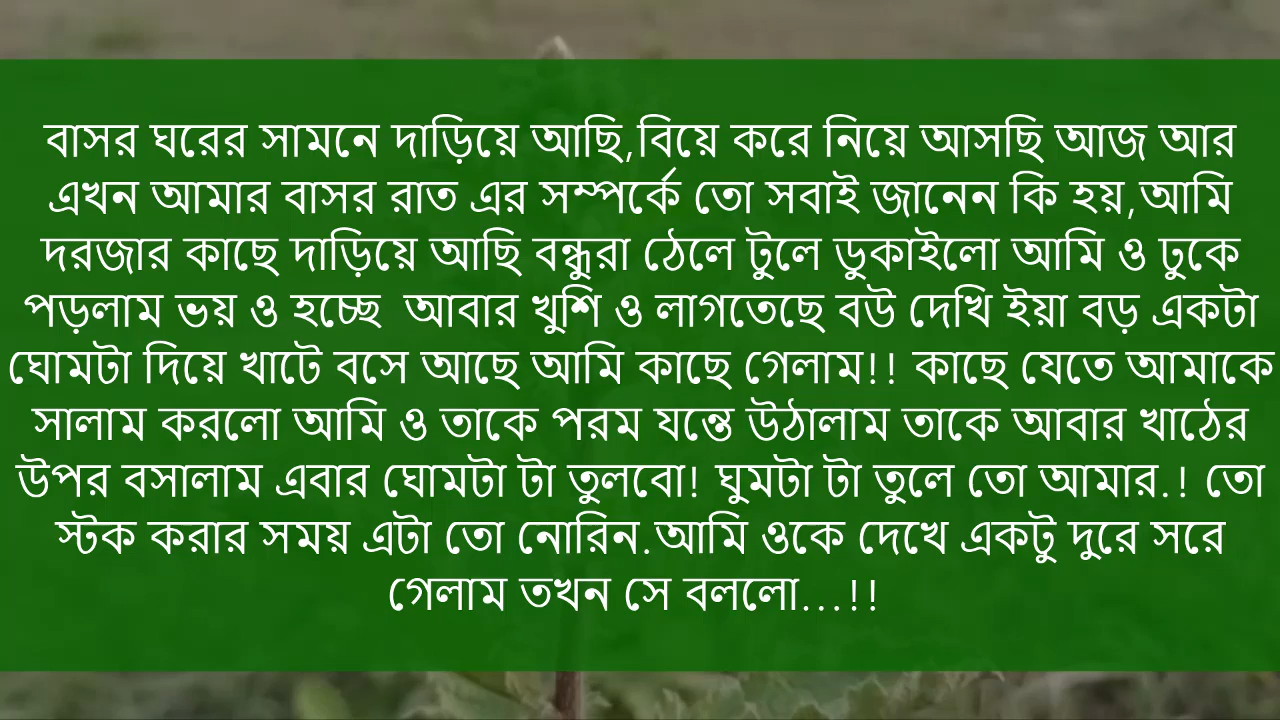 বাসর ঘরের সামনে দাড়িয়ে আছি,বিয়ে করে নিয়ে আসছি আজ আর
এখন আমার বাসর রাত এর সম্পর্কে তো সবাই জানেন কি হয়,আমি
দরজার কাছে দাড়িয়ে আছি বন্ধুরা ঠেলে টুলে ডুকাইলো আমি ও ঢুকে
পড়লাম ভয় ও হচ্ছে  আবার খুশি ও লাগতেছে বউ দেখি ইয়া বড় একটা
ঘোমটা দিয়ে খাটে বসে আছে আমি কাছে গেলাম!! কাছে যেতে আমাকে
সালাম করলো আমি ও তাকে পরম যন্তে উঠালাম তাকে আবার খাঠের
উপর বসালাম এবার ঘোমটা টা তুলবো! ঘুমটা টা তুলে তো আমার.! তো
স্টক করার সময় এটা তো নোরিন.আমি ওকে দেখে একটু দুরে সরে
গেলাম তখন সে বললো...!!